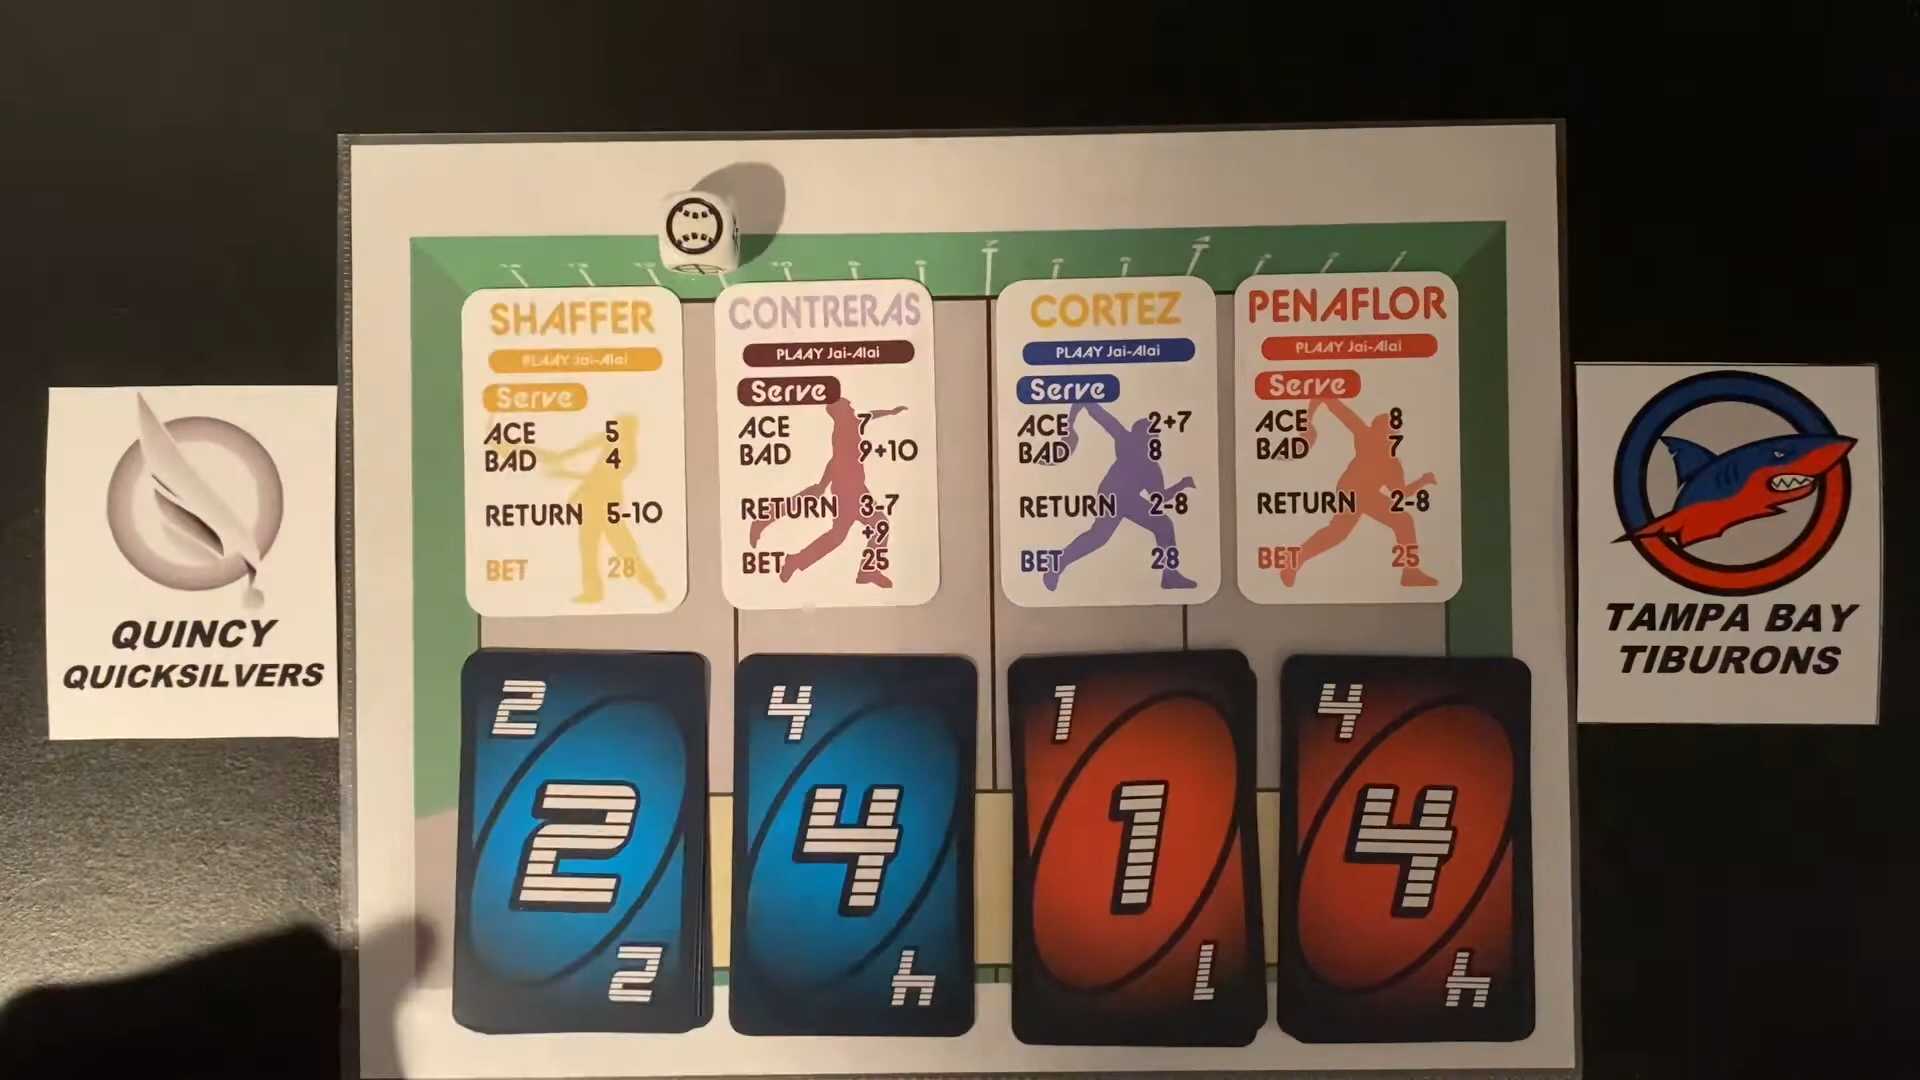 SHAFFER
PLAAY Jai-Alai
Serve
ACE 5
BAD 4
RETURN 5-10
BET 28
CONTRERAS
PLAAY Jai-Alai
Serve
ACE 7
BAD 9+10
RETURN 3-7
+9
BET 25
CORTEZ
PLAAY Jai-Alai
Serve
ACE 2+7
BAD 8
RETURN 2-8
BET 28
PENAFLOR
PLAAY Jai-Alai
Serve
ACE 8
BAD 7
RETURN 2-8
BET 25
QUINCY
QUICKSILVERS
TAMPA BAY
TIBURONS
2
2
2
4
4
4
1
1
1
4
4
4